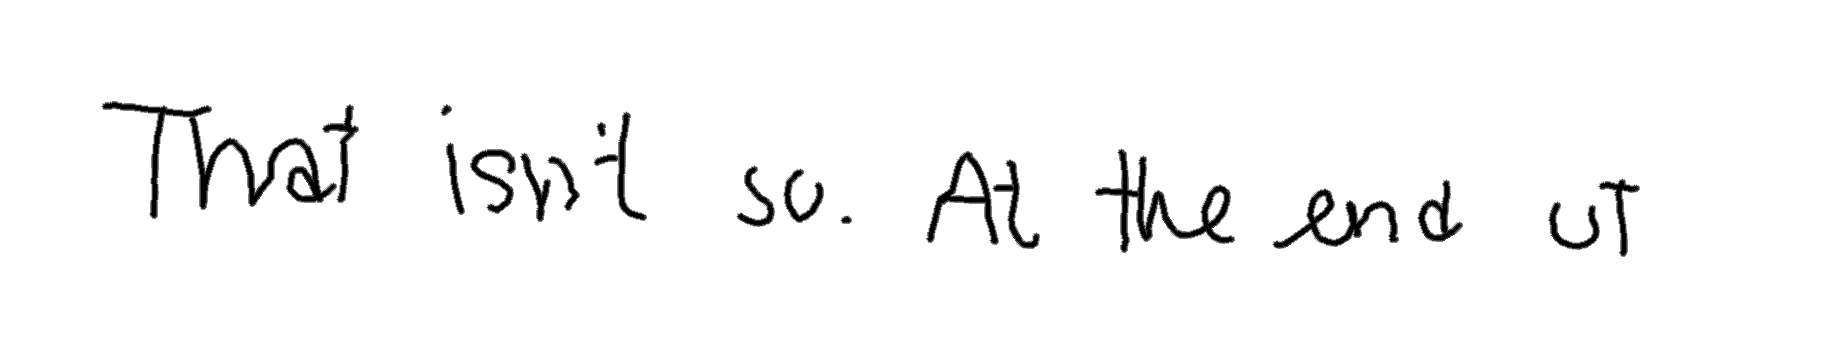 That isn't so. At the end of